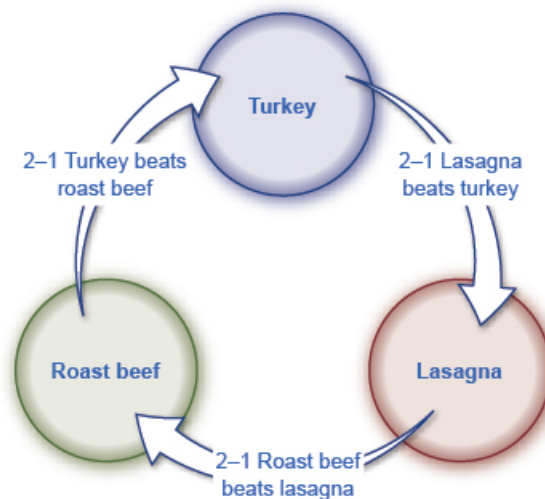 Turkey
2–1 Turkey beats
roast beef
2–1 Lasagna
beats turkey
Roast beef
Lasagna
2–1 Roast beef
beats lasagna